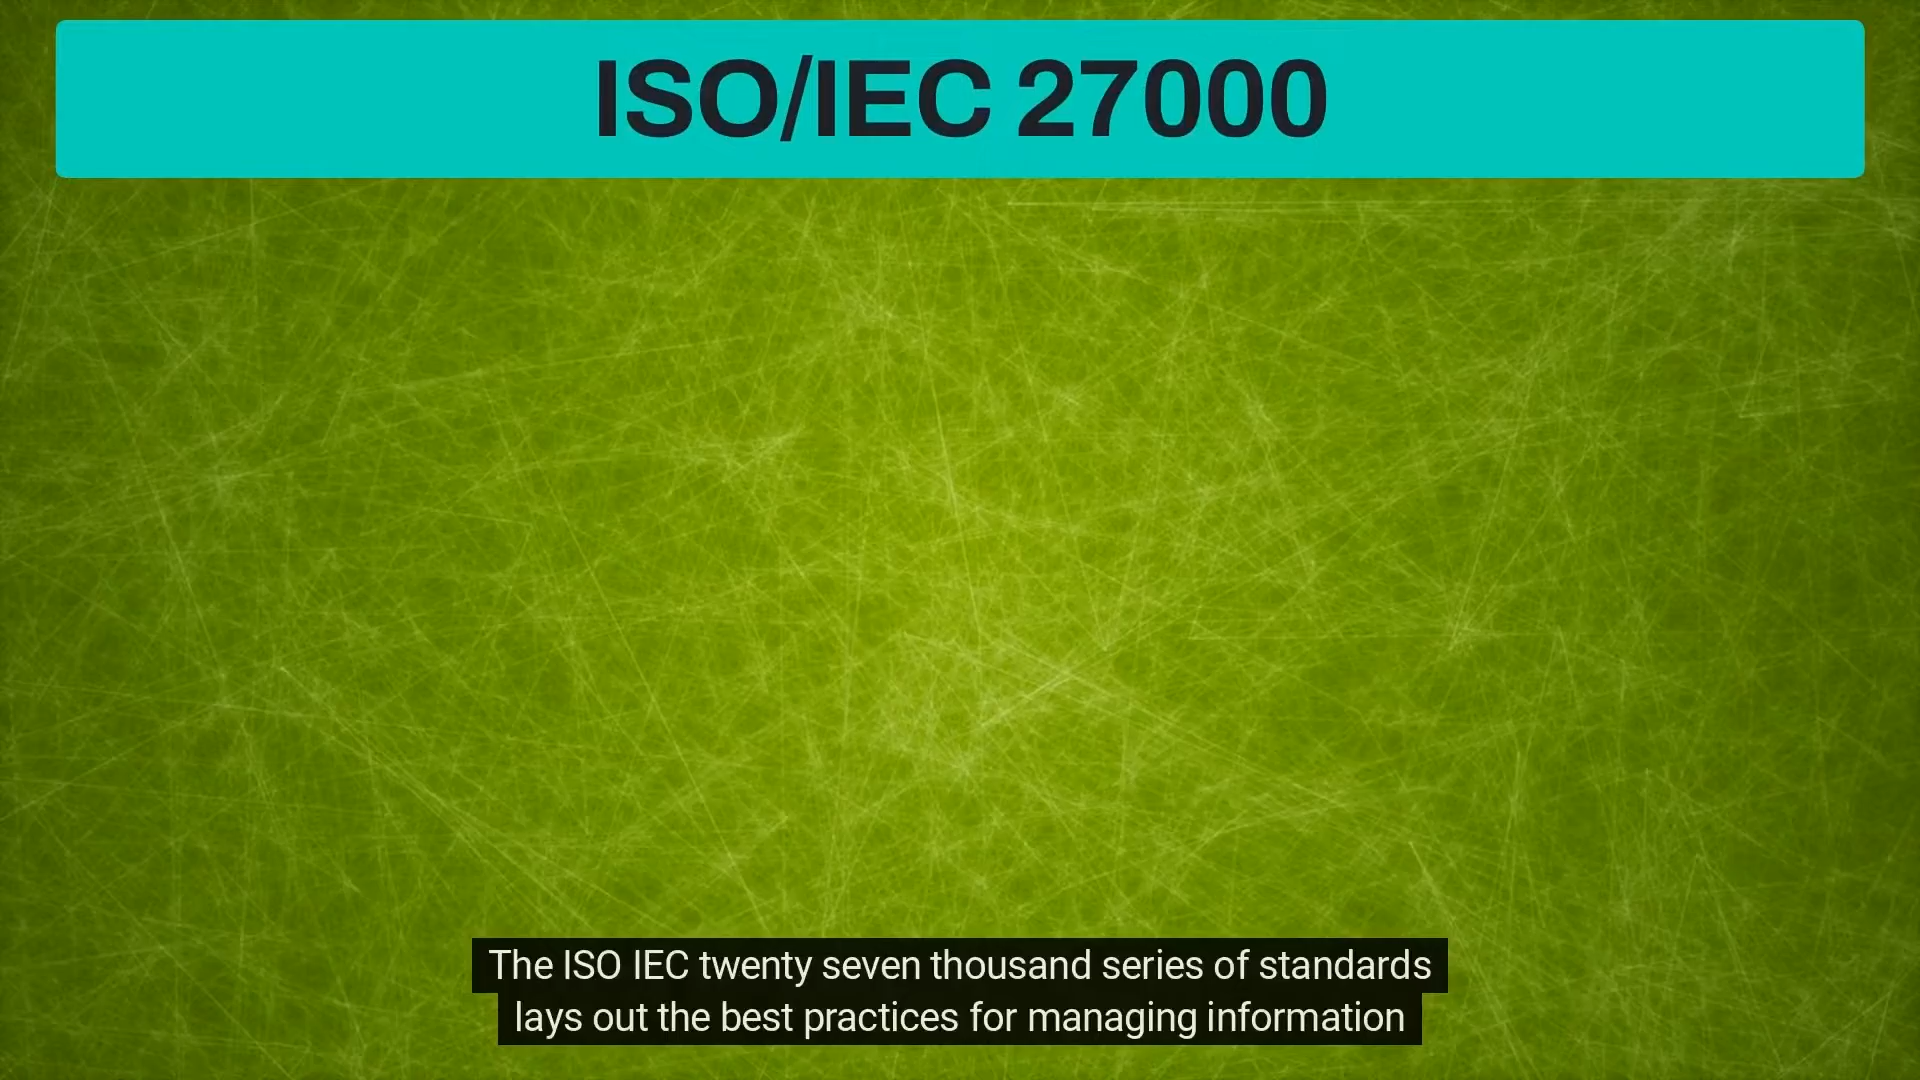 ISO/IEC 27000
The ISO IEC twenty seven thousand series of standards
lays out the best practices for managing information